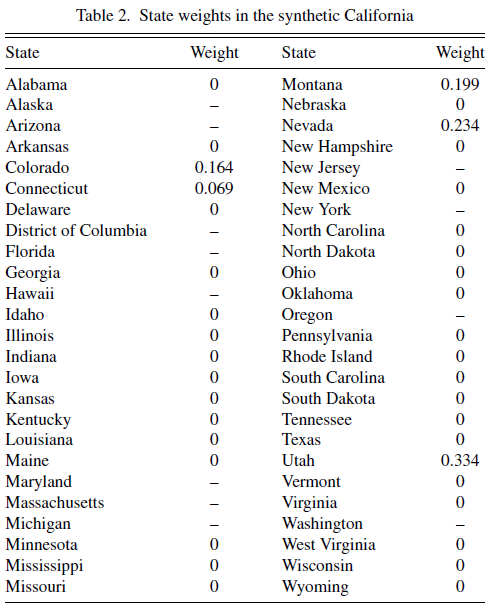 Table 2. State weights in the synthetic California
State Weight State Weight
Alabama 0 Montana 0.199
Alaska – Nebraska 0
Arizona – Nevada 0.234
Arkansas 0 New Hampshire 0
Colorado 0.164 New Jersey –
Connecticut 0.069 New Mexico 0
Delaware 0 New York –
District of Columbia – North Carolina 0
Florida – North Dakota 0
Georgia 0 Ohio 0
Hawaii – Oklahoma 0
Idaho 0 Oregon –
Illinois 0 Pennsylvania 0
Indiana 0 Rhode Island 0
Iowa 0 South Carolina 0
Kansas 0 South Dakota 0
Kentucky 0 Tennessee 0
Louisiana 0 Texas 0
Maine 0 Utah 0.334
Maryland – Vermont 0
Massachusetts – Virginia 0
Michigan – Washington –
Minnesota 0 West Virginia 0
Mississippi 0 Wisconsin 0
Missouri 0 Wyoming 0